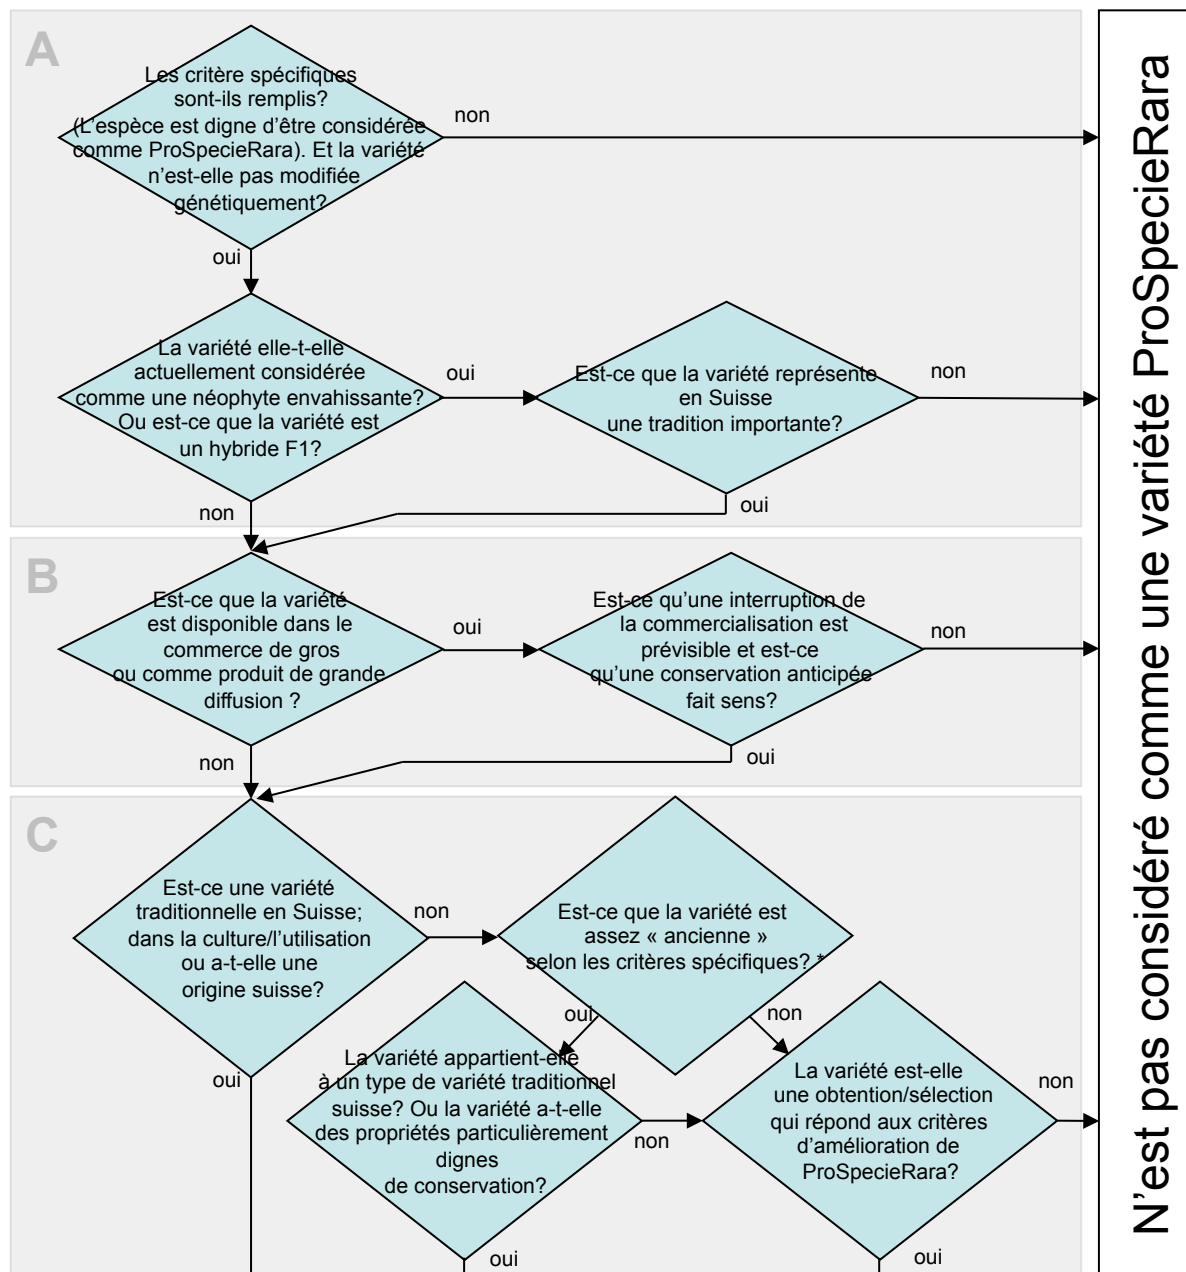 A
Les critère spécifiques
sont-ils remplis?
(L'espèce est digne d'être considérée
comme ProSpecieRara). Et la variété
n'est-elle pas modifiée
génétiquement?
non
oui
La variété elle-t-elle
actuellement considérée
comme une néophyte envahissante?
Ou est-ce que la variété est
un hybride F1?
oui
Est-ce que la variété représente
en Suisse
une tradition importante?
non
non
oui
B
Est-ce que la variété
est disponible dans le
commerce de gros
ou comme produit de grande
diffusion ?
oui
Est-ce qu'une interruption de
la commercialisation est
prévisible et est-ce
qu'une conservation anticipée
fait sens?
non
non
oui
C
Est-ce une variété
traditionnelle en Suisse;
dans la culture/l'utilisation
ou a-t-elle une
origine suisse?
non
Est-ce que la variété est
assez « ancienne »
selon les critères spécifiques? *
oui
non
oui
La variété appartient-elle
à un type de variété traditionnel
suisse? Ou la variété a-t-elle
des propriétés particulièrement
dignes
de conservation?
non
La variété est-elle
une obtention/sélection
qui répond aux critères
d'amélioration de
ProSpecieRara?
non
oui
oui
N'est pas considéré comme une variété ProSpecieRara